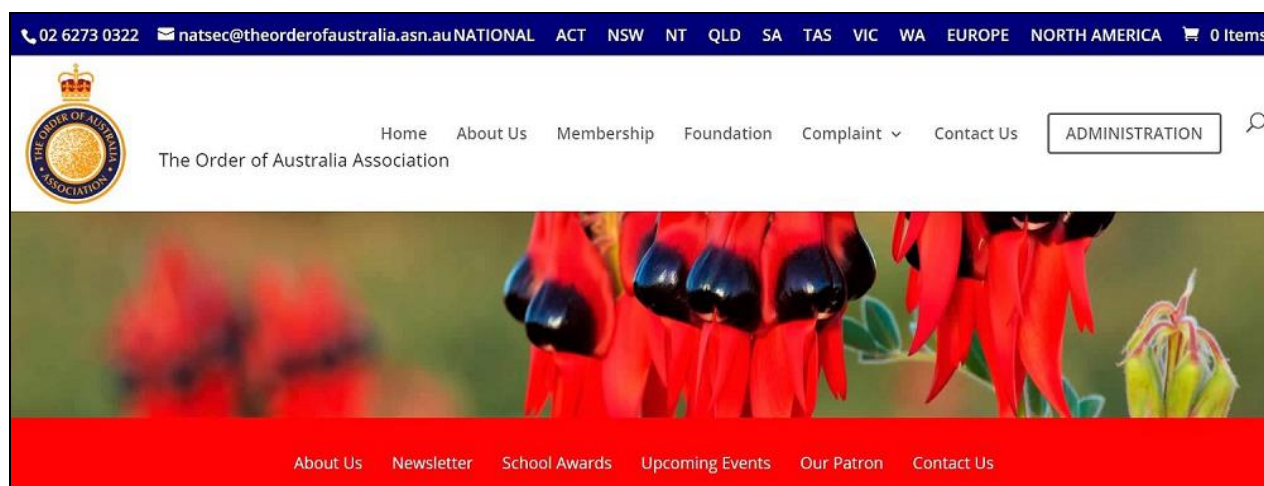 02 6273 0322 natsec@theorderofaustralia.asn.au NATIONAL ACT NSW NT QLD SA TAS VIC WA EUROPE NORTH AMERICA 0 Items
THE ORDER OF AUSTRALIA
ASSOCIATION
Home About Us Membership Foundation Complaint Contact Us ADMINISTRATION
The Order of Australia Association
About Us Newsletter School Awards Upcoming Events Our Patron Contact Us